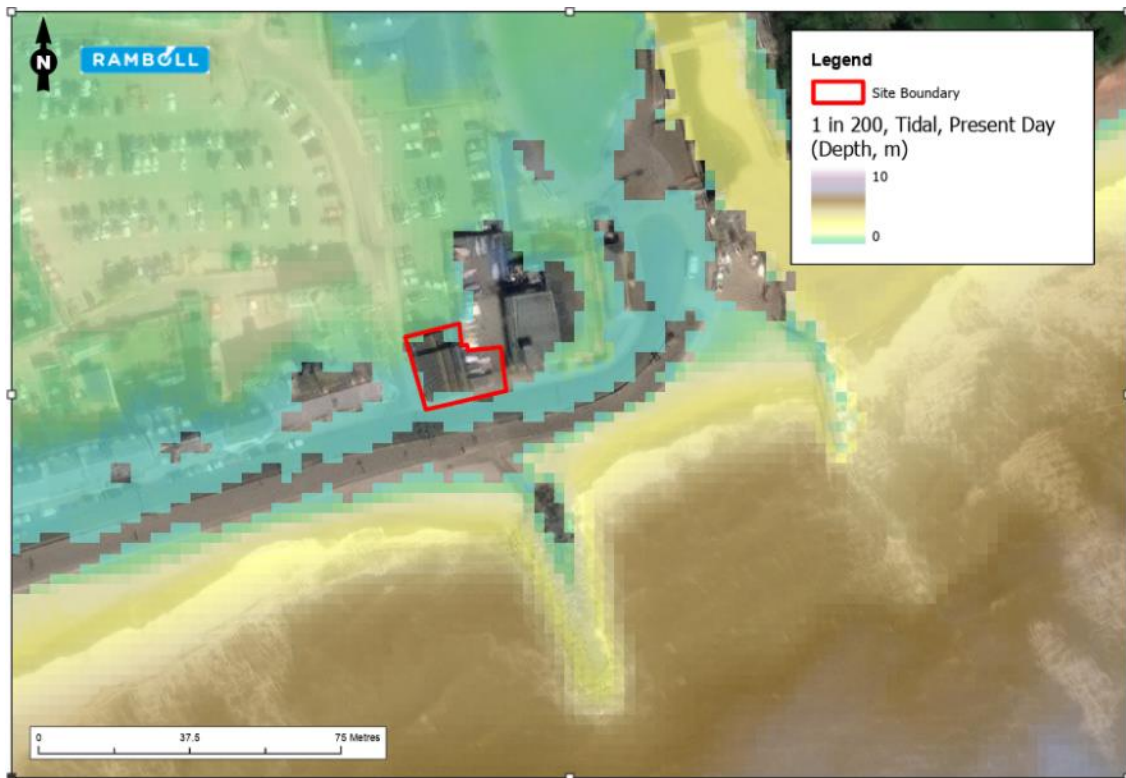 N
RAMBOLL
Legend
Site Boundary
1 in 200, Tidal, Present Day
(Depth, m)
10
0
0
37.5
75 Metres